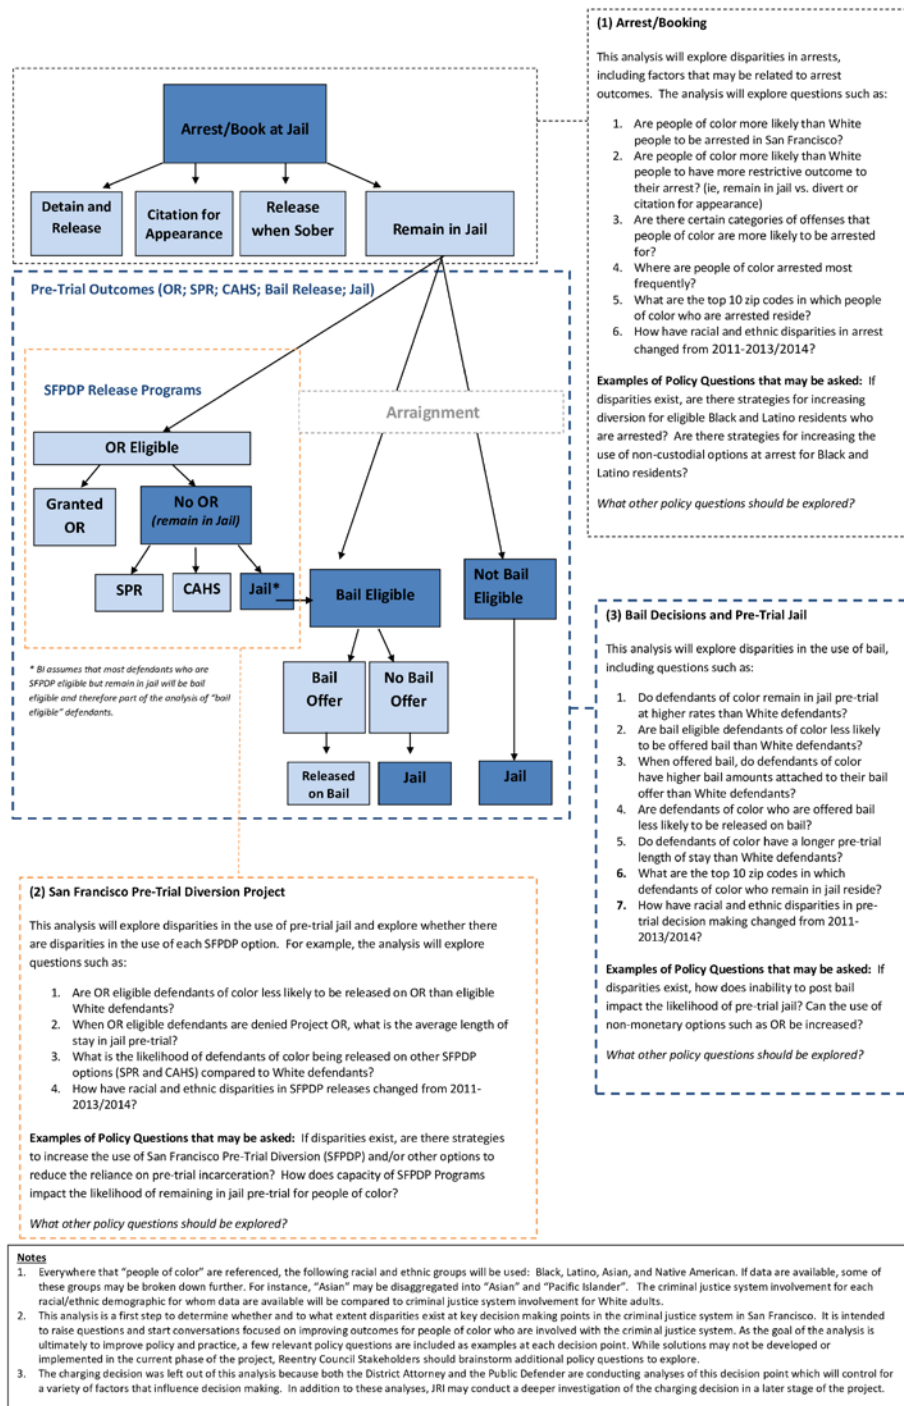 (1) Arrest/Booking
This analysis will explore disparities in arrests,
including factors that may be related to arrest
outcomes. The analysis will explore questions such as:
1. Are people of color more likely than White
people to be arrested in San Francisco?
2. Are people of color more likely than White
people to have more restrictive outcome to
their arrest? (ie, remain in jail vs. divert or
citation for appearance)
3. Are there certain categories of offenses that
people of color are more likely to be arrested
for?
4. Where are people of color arrested most
frequently?
5. What are the top 10 zip codes in which people
of color who are arrested reside?
6. How have racial and ethnic disparities in arrest
changed from 2011-2013/2014?
Examples of Policy Questions that may be asked: If
disparities exist, are there strategies for increasing
diversion for eligible Black and Latino residents who
are arrested? Are there strategies for increasing the
use of non-custodial options at arrest for Black and
Latino residents?
What other policy questions should be explored?
Arrest/Book at Jail
Detain and
Release
Citation for
Appearance
Release
when Sober
Remain in Jail
Pre-Trial Outcomes (OR; SPR; CAHS; Bail Release; Jail)
SFPDP Release Programs
Arraignment
OR Eligible
Granted
OR
No OR
(remain in Jail)
SPR
CAHS
Jail*
Bail Eligible
Not Bail
Eligible
* BI assumes that most defendants who are
SFPDP eligible but remain in jail will be bail
eligible and therefore part of the analysis of "bail
eligible" defendants.
Bail
Offer
No Bail
Offer
Released
on Bail
Jail
Jail
(3) Bail Decisions and Pre-Trial Jail
This analysis will explore disparities in the use of bail,
including questions such as:
1. Do defendants of color remain in jail pre-trial
at higher rates than White defendants?
2. Are bail eligible defendants of color less likely
to be offered bail than White defendants?
3. When offered bail, do defendants of color
have higher bail amounts attached to their bail
offer than White defendants?
4. Are defendants of color who are offered bail
less likely to be released on bail?
5. Do defendants of color have a longer pre-trial
length of stay than White defendants?
6. What are the top 10 zip codes in which
defendants of color who remain in jail reside?
7. How have racial and ethnic disparities in pre-
trial decision making changed from 2011-
2013/2014?
Examples of Policy Questions that may be asked: If
disparities exist, how does inability to post bail
impact the likelihood of pre-trial jail? Can the use of
non-monetary options such as OR be increased?
What other policy questions should be explored?
(2) San Francisco Pre-Trial Diversion Project
This analysis will explore disparities in the use of pre-trial jail and explore whether there
are disparities in the use of each SFPDP option. For example, the analysis will explore
questions such as:
1. Are OR eligible defendants of color less likely to be released on OR than eligible
White defendants?
2. When OR eligible defendants are denied Project OR, what is the average length of
stay in jail pre-trial?
3. What is the likelihood of defendants of color being released on other SFPDP
options (SPR and CAHS) compared to White defendants?
4. How have racial and ethnic disparities in SFPDP releases changed from 2011-
2013/2014?
Examples of Policy Questions that may be asked: If disparities exist, are there strategies
to increase the use of San Francisco Pre-Trial Diversion (SFPDP) and/or other options to
reduce the reliance on pre-trial incarceration? How does capacity of SFPDP Programs
impact the likelihood of remaining in jail pre-trial for people of color?
What other policy questions should be explored?
Notes
1. Everywhere that "people of color" are referenced, the following racial and ethnic groups will be used: Black, Latino, Asian, and Native American. If data are available, some of
these groups may be broken down further. For instance, "Asian" may be disaggregated into "Asian" and "Pacific Islander". The criminal justice system involvement for each
racial/ethnic demographic for whom data are available will be compared to criminal justice system involvement for White adults.
2. This analysis is a first step to determine whether and to what extent disparities exist at key decision making points in the criminal justice system in San Francisco. It is intended
to raise questions and start conversations focused on improving outcomes for people of color who are involved with the criminal justice system. As the goal of the analysis is
ultimately to improve policy and practice, a few relevant policy questions are included as examples at each decision point. While solutions may not be developed or
implemented in the current phase of the project, Reentry Council Stakeholders should brainstorm additional policy questions to explore.
3. The charging decision was left out of this analysis because both the District Attorney and the Public Defender are conducting analyses of this decision point which will control for
a variety of factors that influence decision making. In addition to these analyses, JRI may conduct a deeper investigation of the charging decision in a later stage of the project.